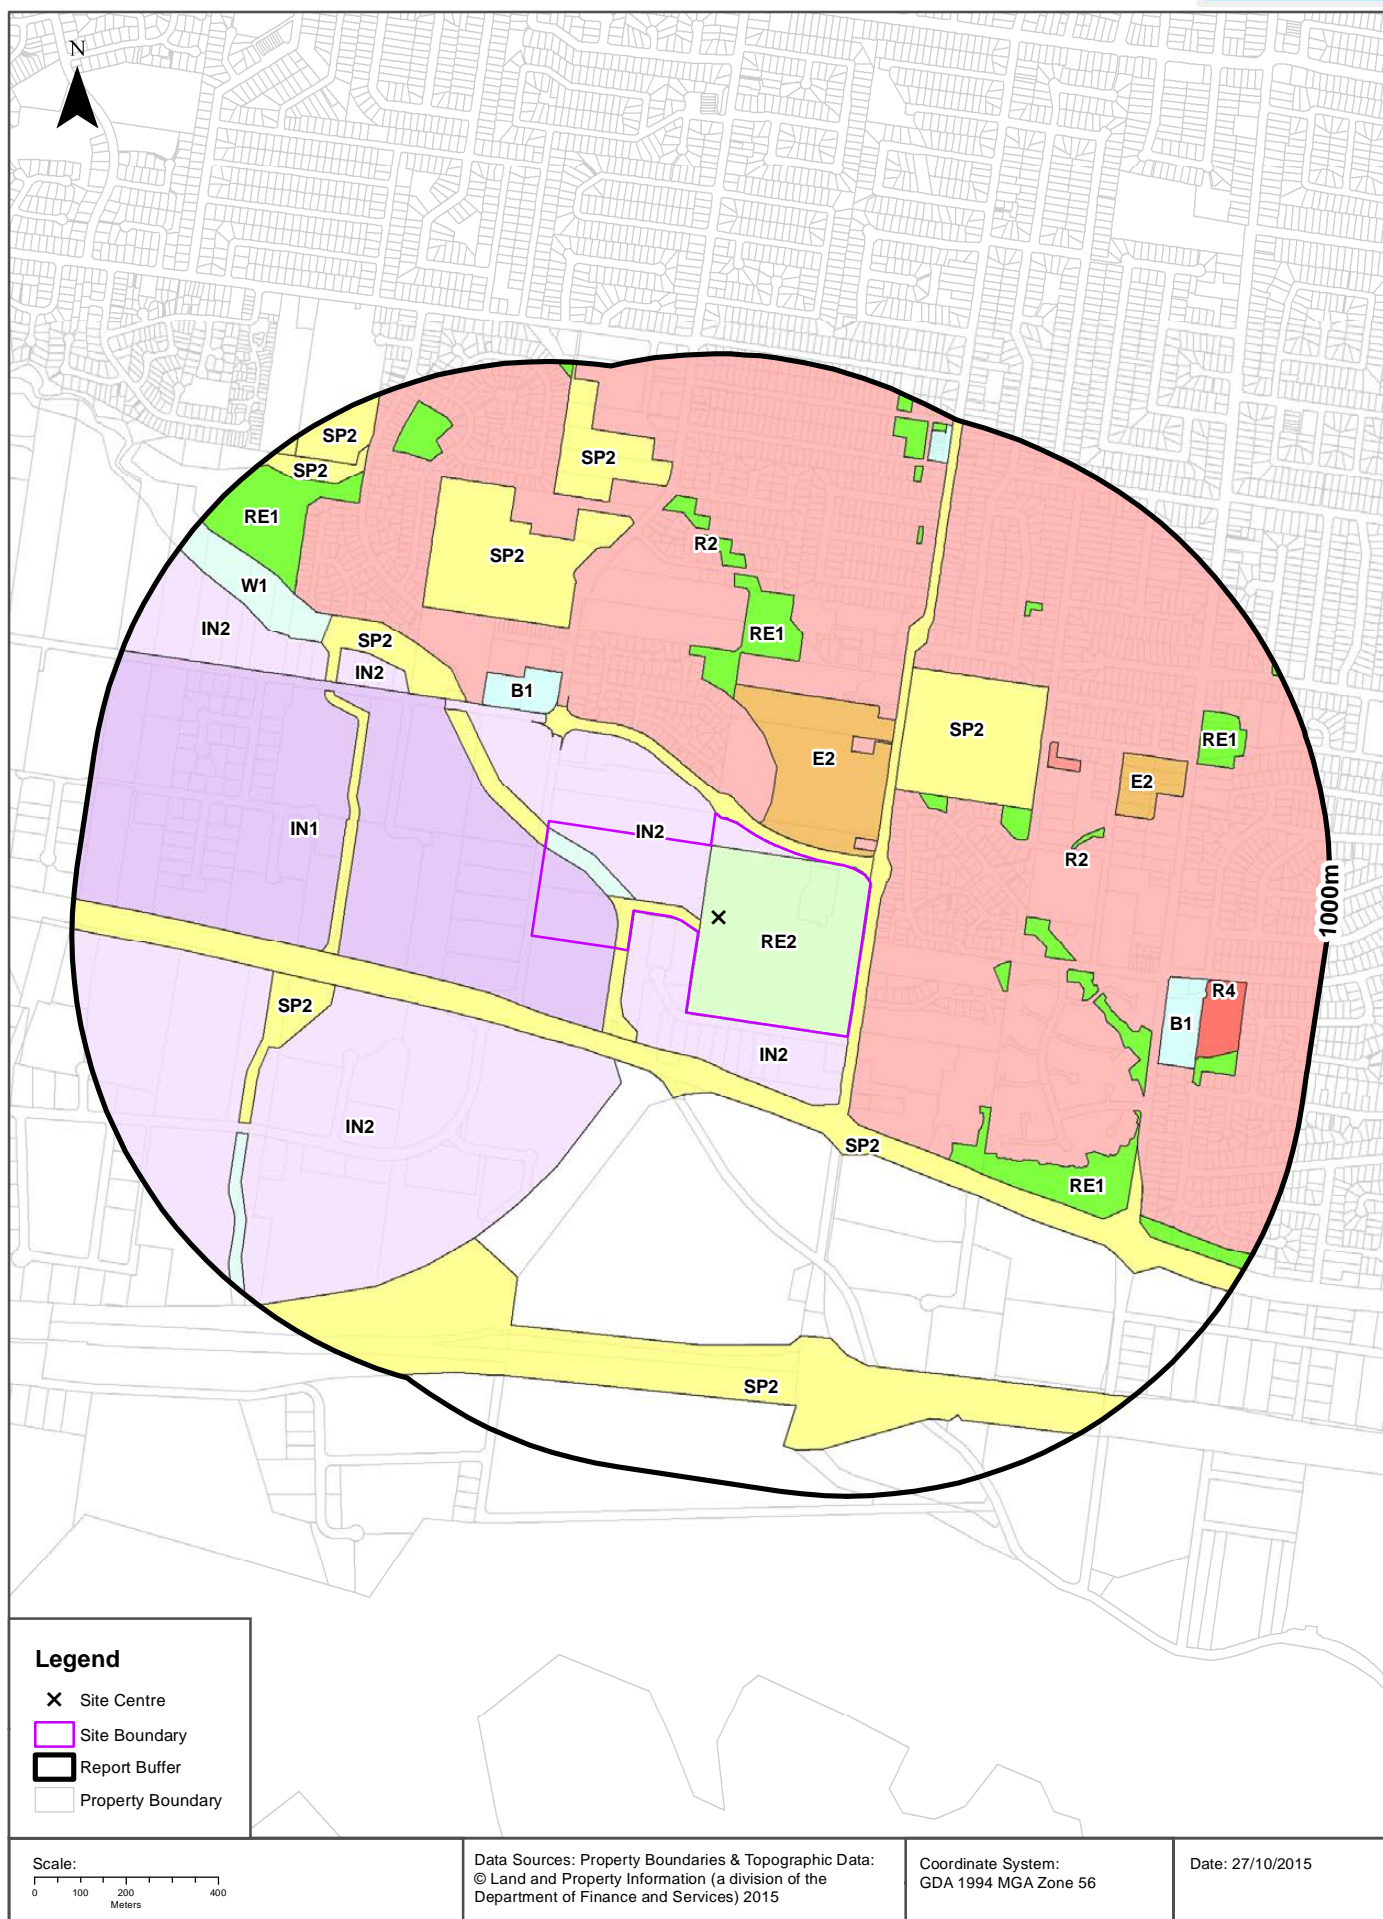 N
SP2
SP2
SP2
RE1
SP2
R2
W1
IN2
RE1
SP2
IN2
B1
SP2
RE1
E2
E2
IN1
IN2
R2
1000m
RE2
R4
SP2
B1
IN2
IN2
SP2
RE1
SP2
Legend
Site Centre
Site Boundary
Report Buffer
Property Boundary
Scale:
0 100 200 400
Meters
Data Sources: Property Boundaries & Topographic Data:
© Land and Property Information (a division of the
Department of Finance and Services) 2015
Coordinate System:
GDA 1994 MGA Zone 56
Date: 27/10/2015